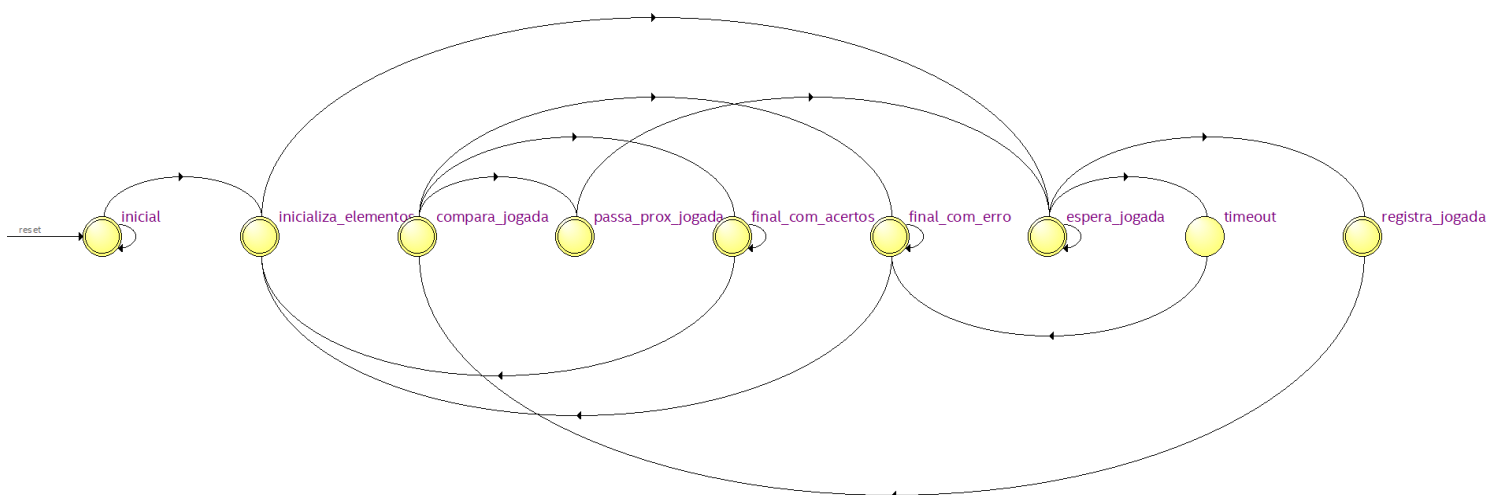 inicial
inicializa_elementos
compara_jogada
passa_prox_jogada
final_com_acertos
final_com_erro
espera_jogada
timeout
registra_jogada
reset